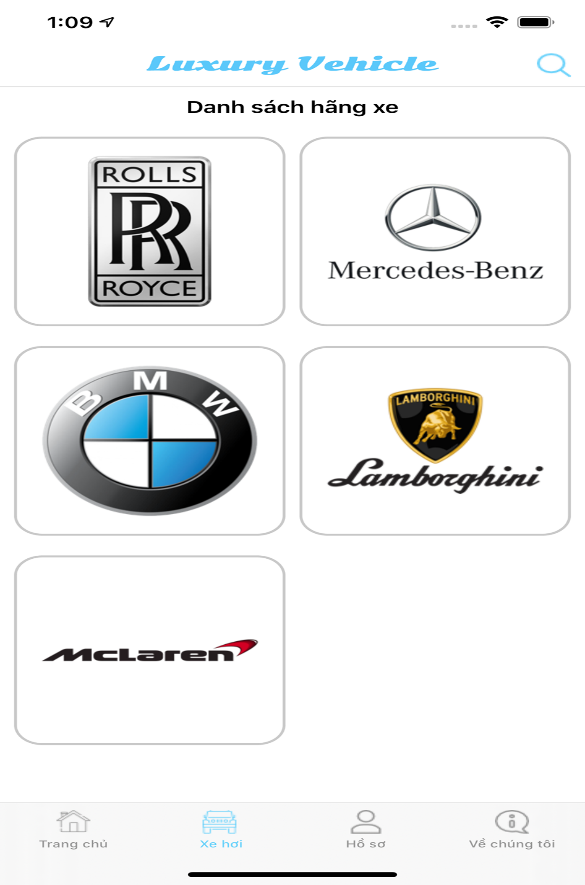 1:09
Luxury Vehicle
Danh sách hãng xe
ROLLS
RR
ROYCE
Mercedes-Benz
BMW
LAMBORGHINI
Lamborghini
McLaren
Trang chủ
Xe hơi
Hồ sơ
Về chúng tôi